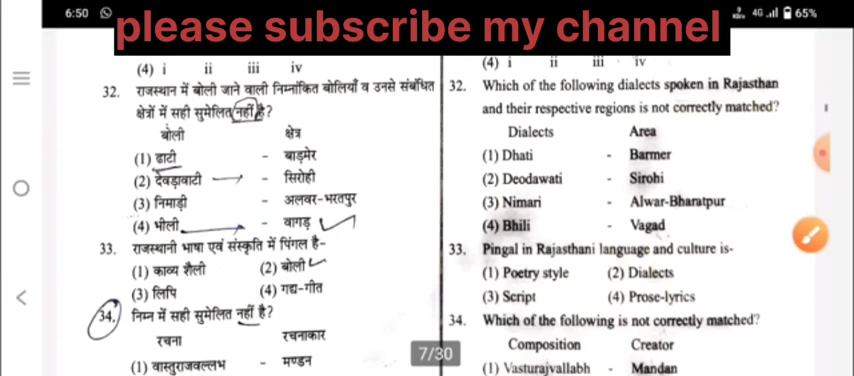 6:50
please subscribe my channel
4G 65%
(4) i ii iii iv
32. राजस्थान में बोली जाने वाली निम्नांकित बोलियाँ व उनसे संबंधित
क्षेत्रों में सही सुमेलित नहीं है?
बोली क्षेत्र
(1) ढाटी - बाड़मेर
(2) देवड़ावाटी - सिरोही
(3) निमाड़ी - अलवर-भरतपुर
(4) भीली - वागड़
33. राजस्थानी भाषा एवं संस्कृति में पिंगल है-
(1) काव्य शैली (2) बोली
(3) लिपि (4) गद्य-गीत
34. निम्न में सही सुमेलित नहीं है?
रचना रचनाकार
(1) वास्तुराजवल्लभ - मण्डन
(4) i ii iii iv
32. Which of the following dialects spoken in Rajasthan
and their respective regions is not correctly matched?
Dialects Area
(1) Dhati - Barmer
(2) Deodawati - Sirohi
(3) Nimari - Alwar-Bharatpur
(4) Bhili - Vagad
33. Pingal in Rajasthani language and culture is-
(1) Poetry style (2) Dialects
(3) Script (4) Prose-lyrics
34. Which of the following is not correctly matched?
Composition Creator
(1) Vasturajvallabh - Mandan
7/30